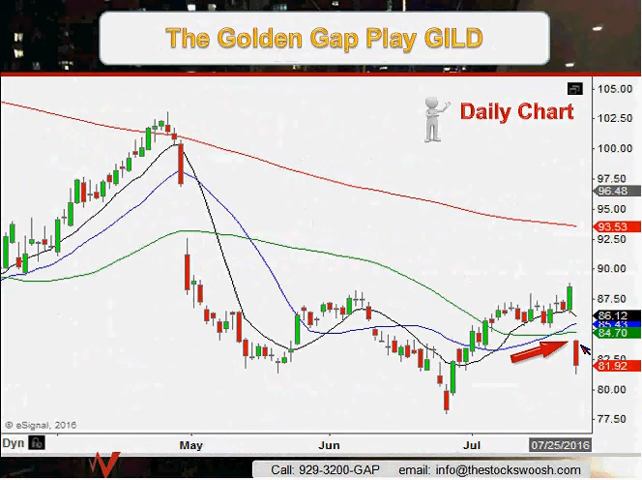 The Golden Gap Play GILD
Daily Chart
105.00
102.50
100.00
97.50
96.48
95.00
93.53
92.50
90.00
87.50
86.12
85.43
84.70
82.50
81.92
80.00
77.50
© eSignal, 2016
Dyn
May
Jun
Jul
07/25/2016
Call: 929-3200-GAP email: info@thestockswoosh.com